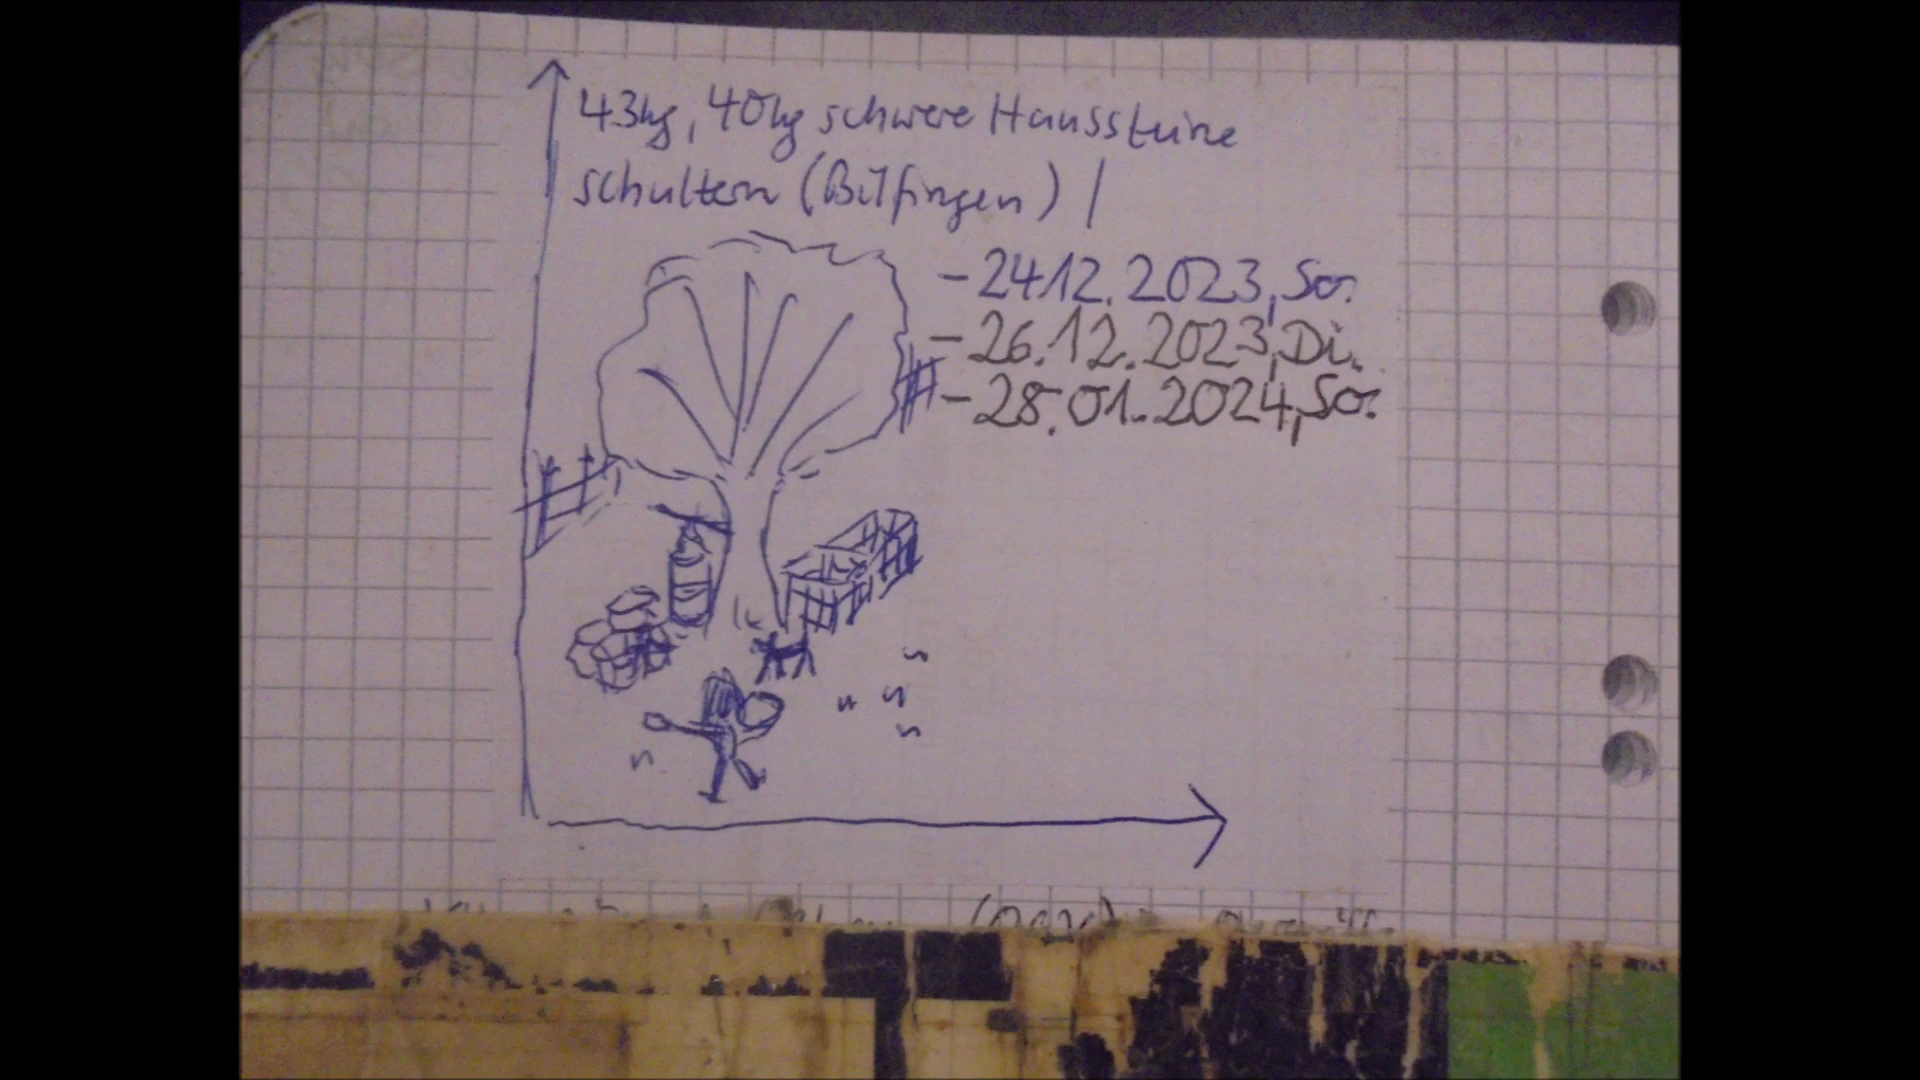 43kg, 40kg schwere Haussteine
schultern (Bilfingen) |
- 24.12.2023, So.
- 26.12.2023, Di.
- 28.01.2024, So.